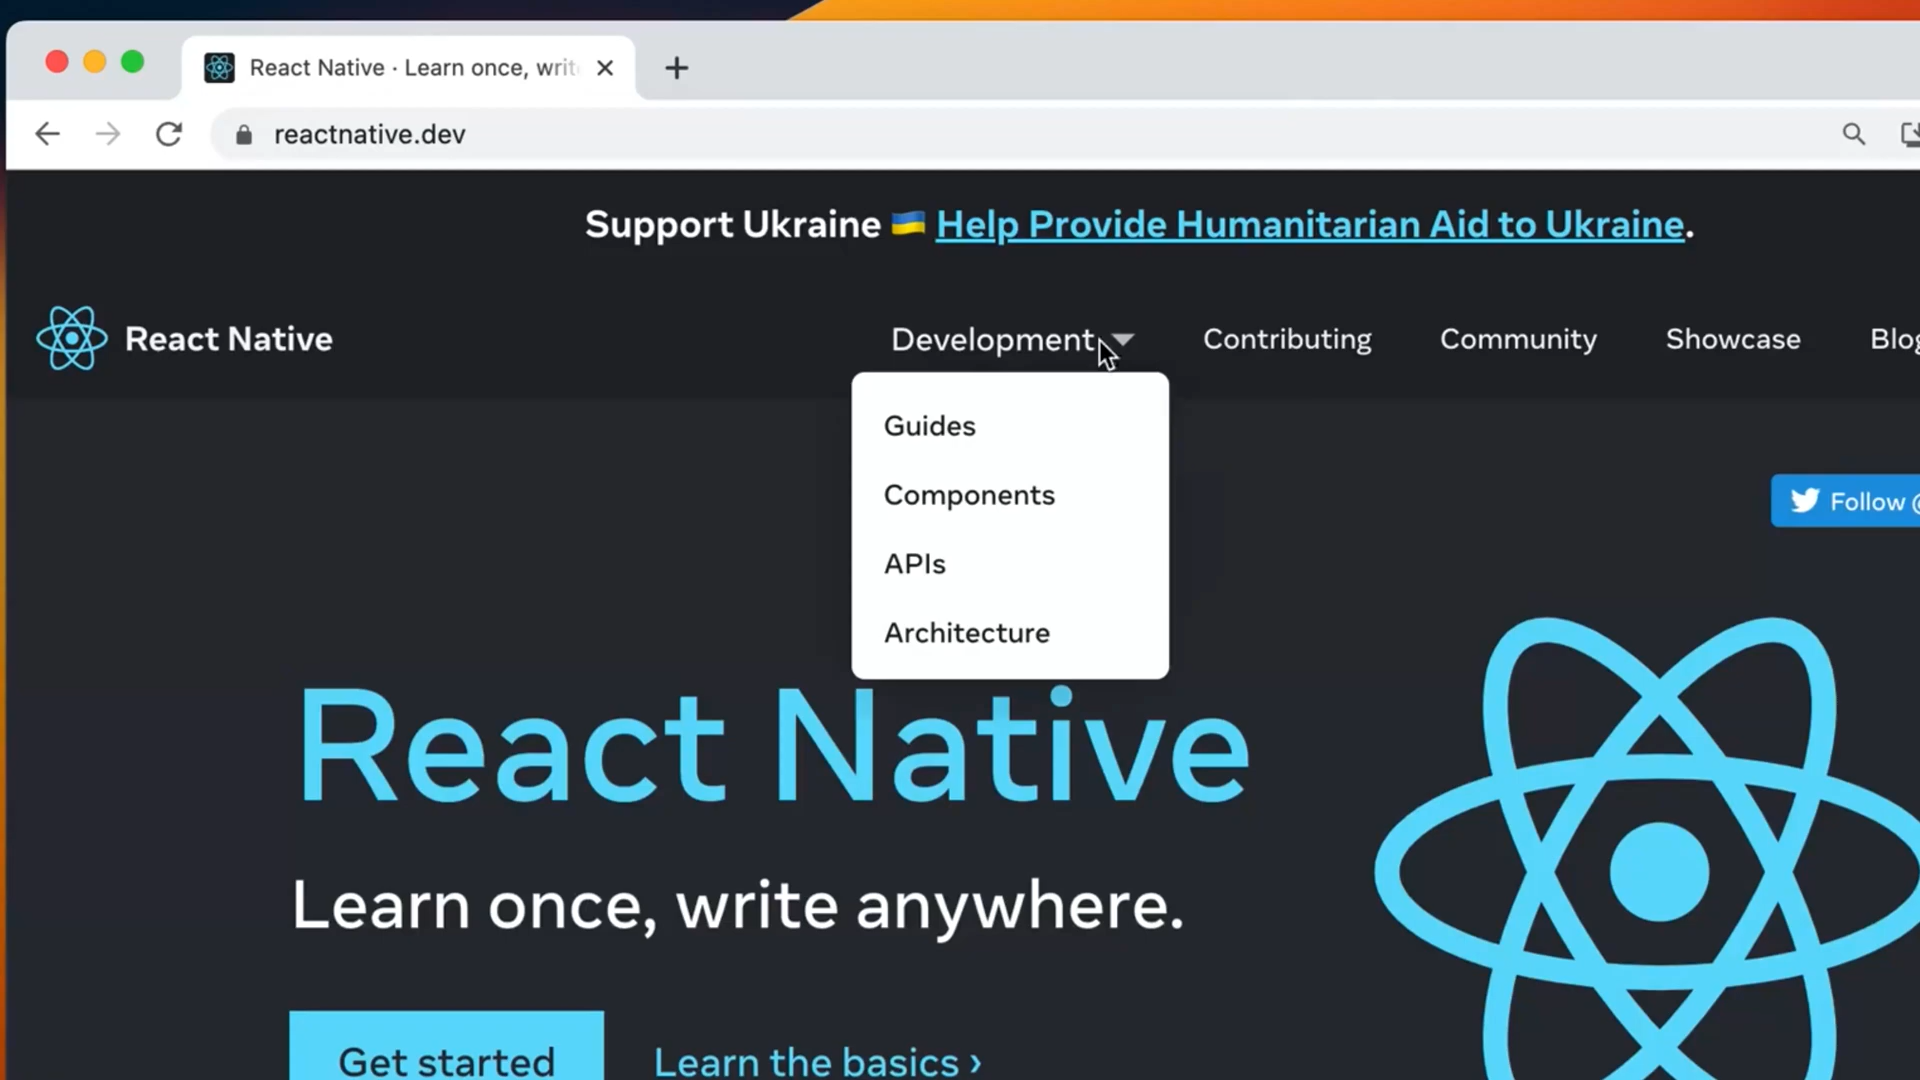 React Native · Learn once, writ
reactnative.dev
Support Ukraine 🇺🇦 Help Provide Humanitarian Aid to Ukraine.
React Native
Development
Contributing
Community
Showcase
Blog
Guides
Components
APIs
Architecture
Follow @
React Native
Learn once, write anywhere.
Get started
Learn the basics ›